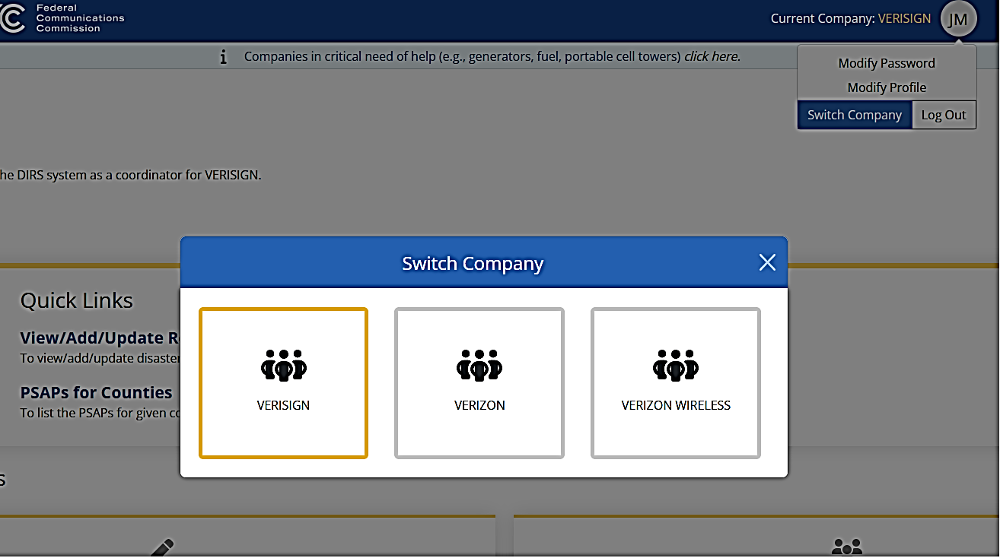 Federal
Communications
Commission
Current Company: VERISIGN
JM
Companies in critical need of help (e.g., generators, fuel, portable cell towers) click here.
Modify Password
Modify Profile
Switch Company
Log Out
he DIRS system as a coordinator for VERISIGN.
Switch Company
Quick Links
View/Add/Update R
To view/add/update disaster
PSAPs for Counties
To list the PSAPs for given co
VERISIGN
VERIZON
VERIZON WIRELESS
s